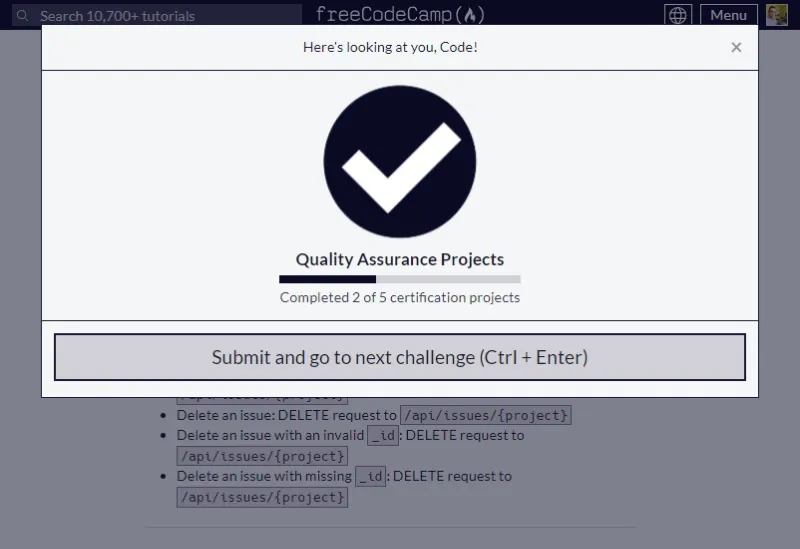 Search 10,700+ tutorials
freeCodeCamp
Menu
Here's looking at you, Code!
×
Quality Assurance Projects
Completed 2 of 5 certification projects
Submit and go to next challenge (Ctrl + Enter)
/api/issues/{project}
• Delete an issue: DELETE request to /api/issues/{project}
• Delete an issue with an invalid _id: DELETE request to
/api/issues/{project}
• Delete an issue with missing _id: DELETE request to
/api/issues/{project}